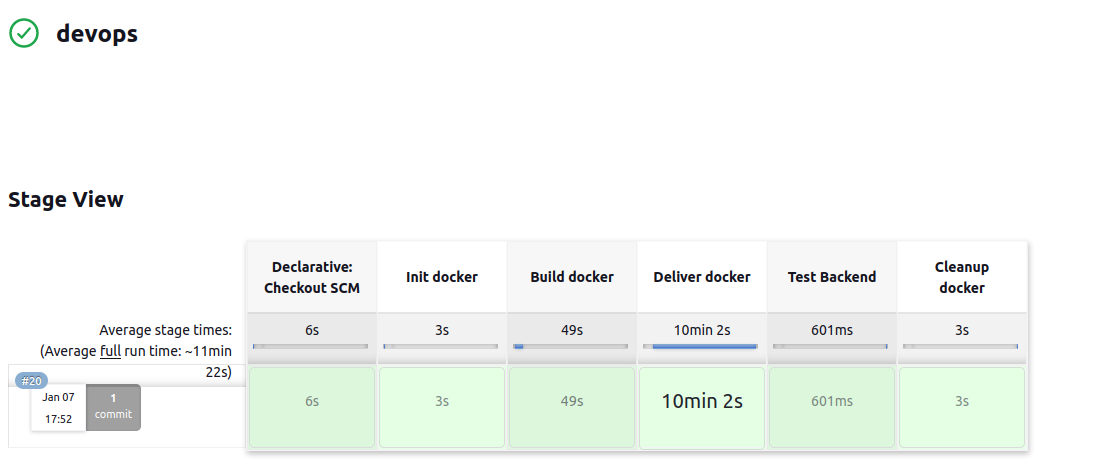 devops
Stage View
Declarative:
Checkout SCM
Init docker
Build docker
Deliver docker
Test Backend
Cleanup
docker
Average stage times:
(Average full run time: ~11min
22s)
6s
3s
49s
10min 2s
601ms
3s
#20
Jan 07
17:52
1
commit
6s
3s
49s
10min 2s
601ms
3s